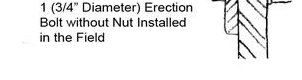 1 (3/4” Diameter) Erection
Bolt without Nut Installed
in the Field